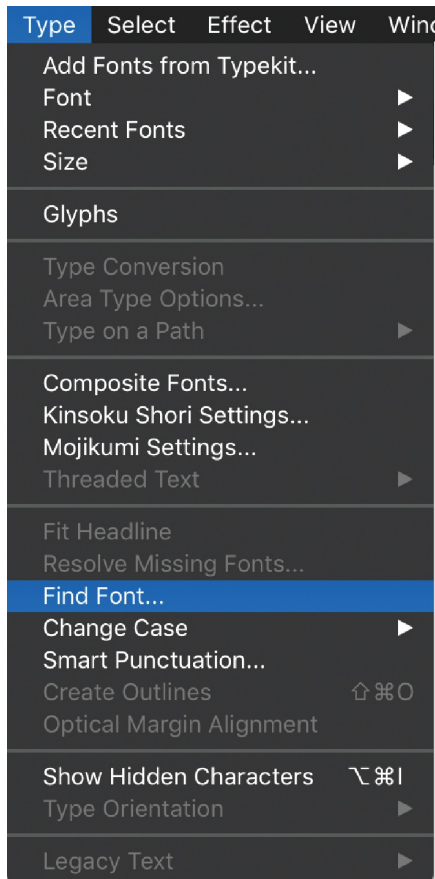 Type Select Effect View Wind
Add Fonts from Typekit...
Font ▶
Recent Fonts ▶
Size ▶
Glyphs
Type Conversion
Area Type Options...
Type on a Path ▶
Composite Fonts...
Kinsoku Shori Settings...
Mojikumi Settings...
Threaded Text ▶
Fit Headline
Resolve Missing Fonts...
Find Font...
Change Case ▶
Smart Punctuation...
Create Outlines ⇧⌘O
Optical Margin Alignment
Show Hidden Characters ⌥⌘I
Type Orientation ▶
Legacy Text ▶